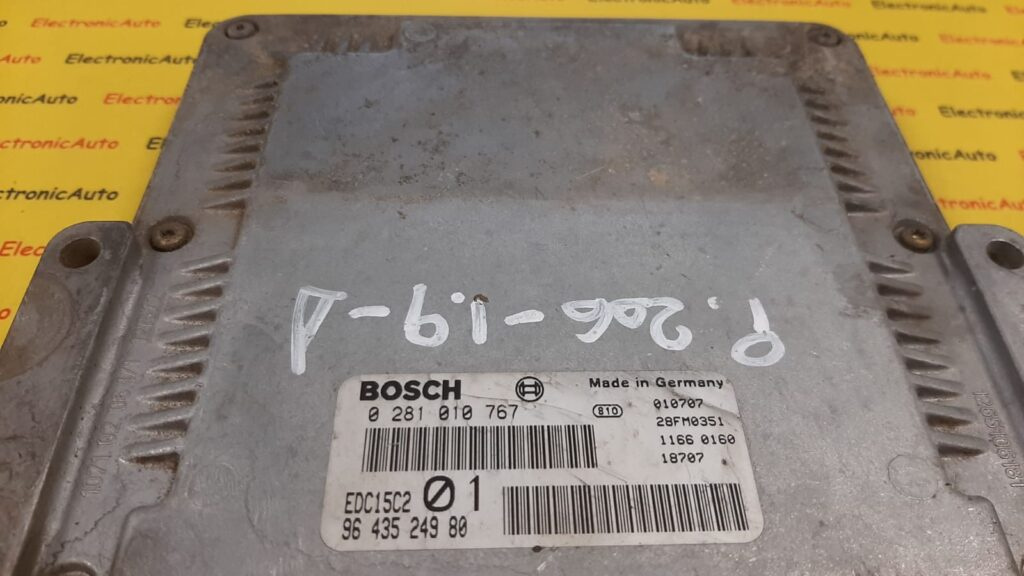 P. 206 - 1.9 - D
BOSCH
Made in Germany
0 281 010 767
810
010707
28FM0351
1166 0160
18707
EDC15C2 01
96 435 249 80
ElectronicAuto